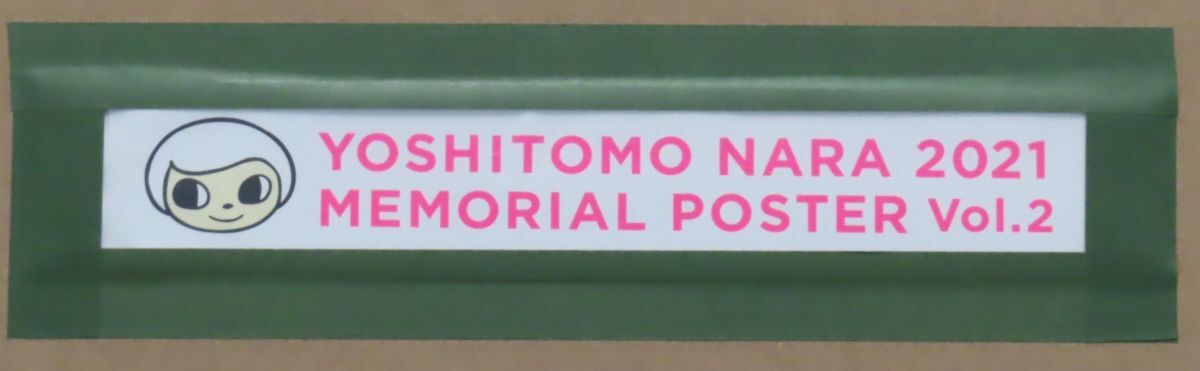 YOSHITOMO NARA 2021
MEMORIAL POSTER Vol.2